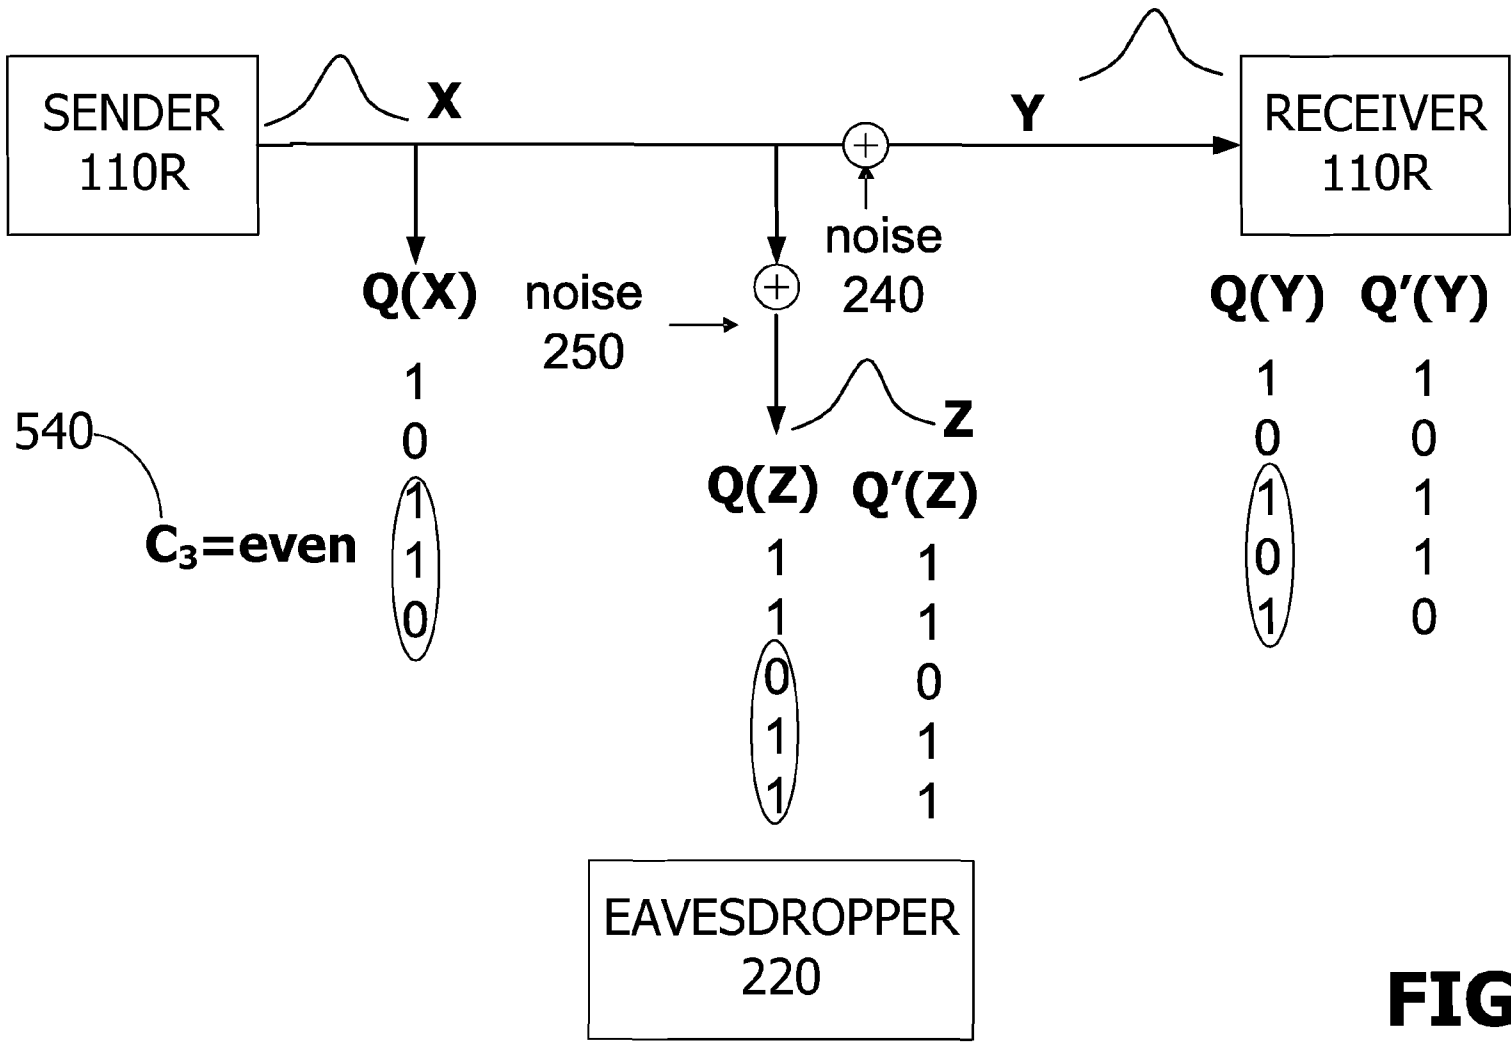 SENDER
110R
X
Y
RECEIVER
110R
noise
240
Q(X)
noise
250
Q(Y) Q'(Y)
1
0
1
1
0
540
C₃=even
Z
Q(Z) Q'(Z)
1 1
1 1
0 0
1 1
1 1
1 1
0 0
1 1
0 1
1 0
EAVESDROPPER
220
FIG